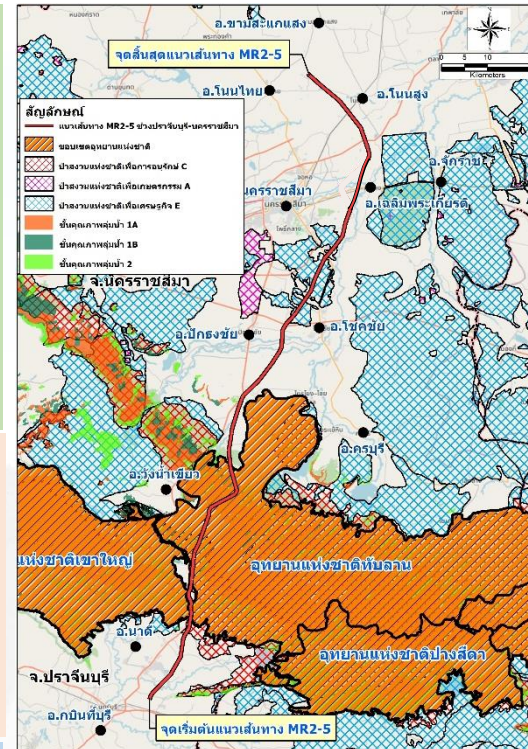 อ.ขามสะแกแสง
จุดสิ้นสุดแนวเส้นทาง MR2-5
0 5 10
Kilometers
อ.โนนไทย
อ.โนนสูง
สัญลักษณ์
แนวเส้นทาง MR2-5 ช่วงปราจีนบุรี-นครราชสีมา
ขอบเขตอุทยานแห่งชาติ
ป่าสงวนแห่งชาติเพื่อการอนุรักษ์ C
ป่าสงวนแห่งชาติเพื่อเกษตรกรรม A
ป่าสงวนแห่งชาติเพื่อเศรษฐกิจ E
ชั้นคุณภาพลุ่มน้ำ 1A
ชั้นคุณภาพลุ่มน้ำ 1B
ชั้นคุณภาพลุ่มน้ำ 2
อ.จักราช
นครราชสีมา
อ.เฉลิมพระเกียรติ
จ.นครราชสีมา
อ.ปักธงชัย
อ.โชคชัย
อ.ครบุรี
อ.วังน้ำเขียว
แห่งชาติเขาใหญ่
อุทยานแห่งชาติทับลาน
อ.นาดี
อุทยานแห่งชาติปางสีดา
จ.ปราจีนบุรี
อ.กบินทร์บุรี
จุดเริ่มต้นแนวเส้นทาง MR2-5